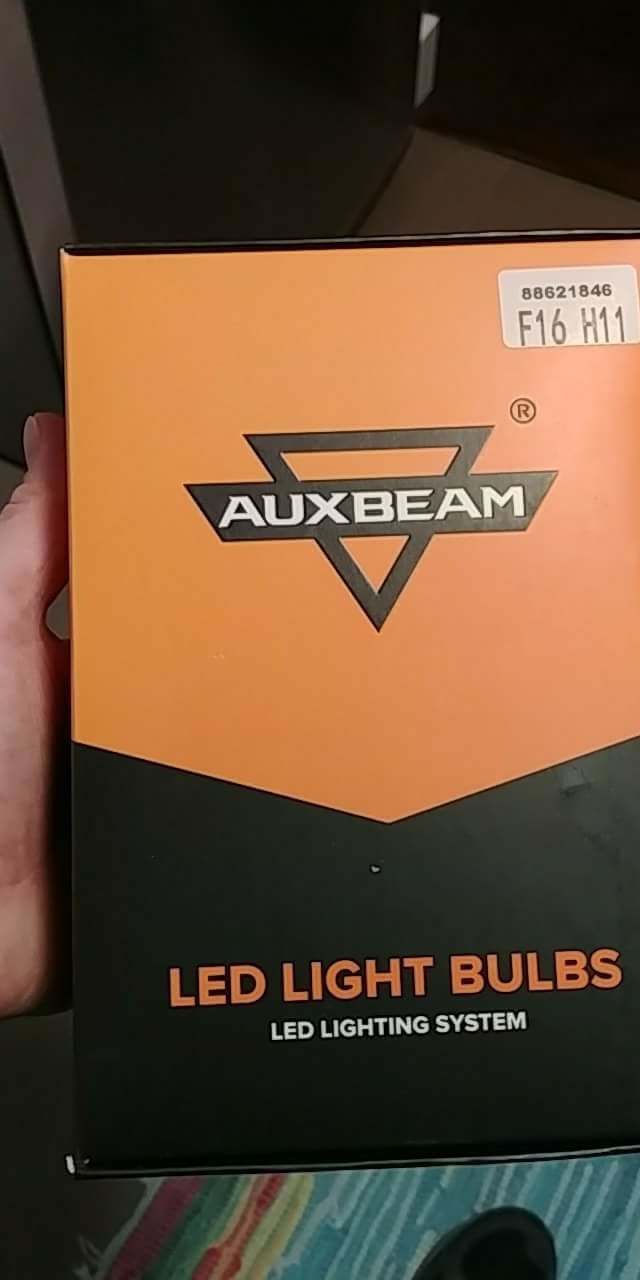 88621846
F16 H11
®
AUXBEAM
LED LIGHT BULBS
LED LIGHTING SYSTEM